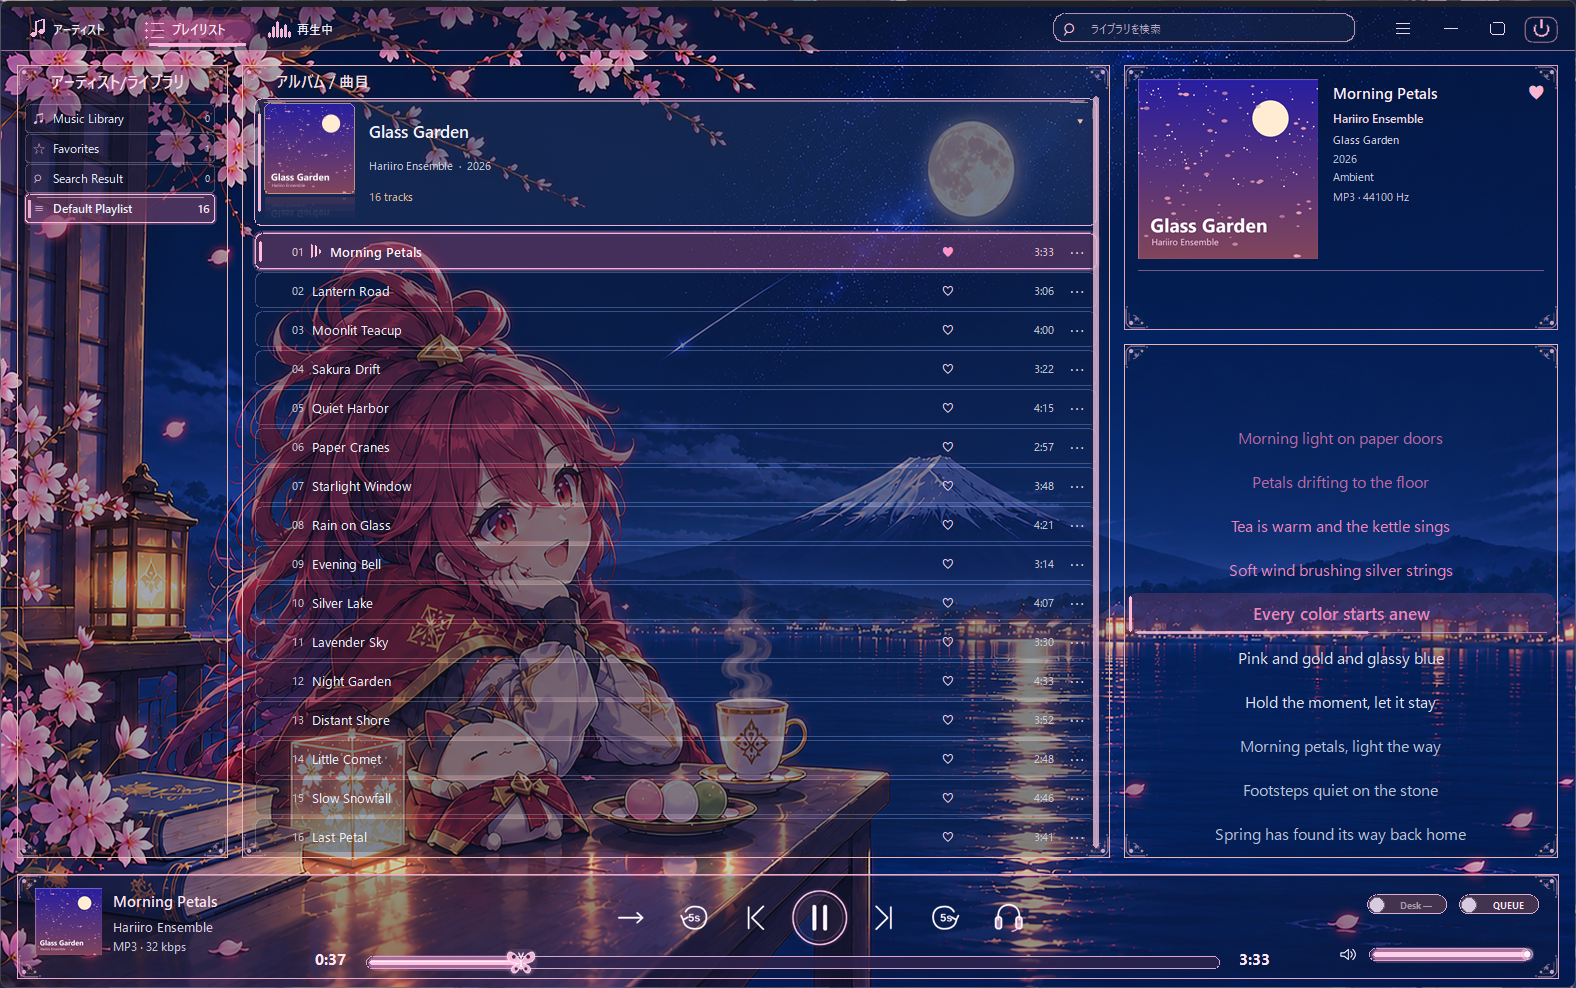 アーティスト
プレイリスト
再生中
ライブラリを検索
アーティスト/ライブラリ
Music Library 0
Favorites
Search Result 0
Default Playlist 16
アルバム / 曲目
Glass Garden
Hariiro Ensemble
Glass Garden
Hariiro Ensemble · 2026
16 tracks
01 Morning Petals 3:33 ...
02 Lantern Road 3:06 ...
03 Moonlit Teacup 4:00 ...
04 Sakura Drift 3:22 ...
05 Quiet Harbor 4:15 ...
06 Paper Cranes 2:57 ...
07 Starlight Window 3:48 ...
08 Rain on Glass 4:21 ...
09 Evening Bell 3:14 ...
10 Silver Lake 4:07 ...
11 Lavender Sky 3:30 ...
12 Night Garden 4:33 ...
13 Distant Shore 3:52 ...
14 Little Comet 2:48 ...
15 Slow Snowfall 4:46 ...
16 Last Petal 3:41 ...
Glass Garden
Hariiro Ensemble
Morning Petals
Hariiro Ensemble
Glass Garden
2026
Ambient
MP3 · 44100 Hz
Morning light on paper doors
Petals drifting to the floor
Tea is warm and the kettle sings
Soft wind brushing silver strings
Every color starts anew
Pink and gold and glassy blue
Hold the moment, let it stay
Morning petals, light the way
Footsteps quiet on the stone
Spring has found its way back home
Glass Garden
Morning Petals
Hariiro Ensemble
MP3 · 32 kbps
5s
5s
0:37
3:33
Desk —
QUEUE